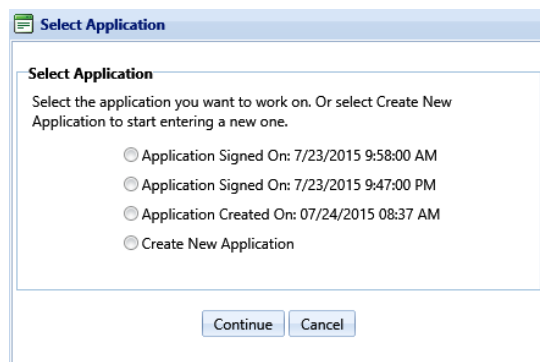 Select Application
Select Application
Select the application you want to work on. Or select Create New
Application to start entering a new one.
Application Signed On: 7/23/2015 9:58:00 AM
Application Signed On: 7/23/2015 9:47:00 PM
Application Created On: 07/24/2015 08:37 AM
Create New Application
Continue Cancel